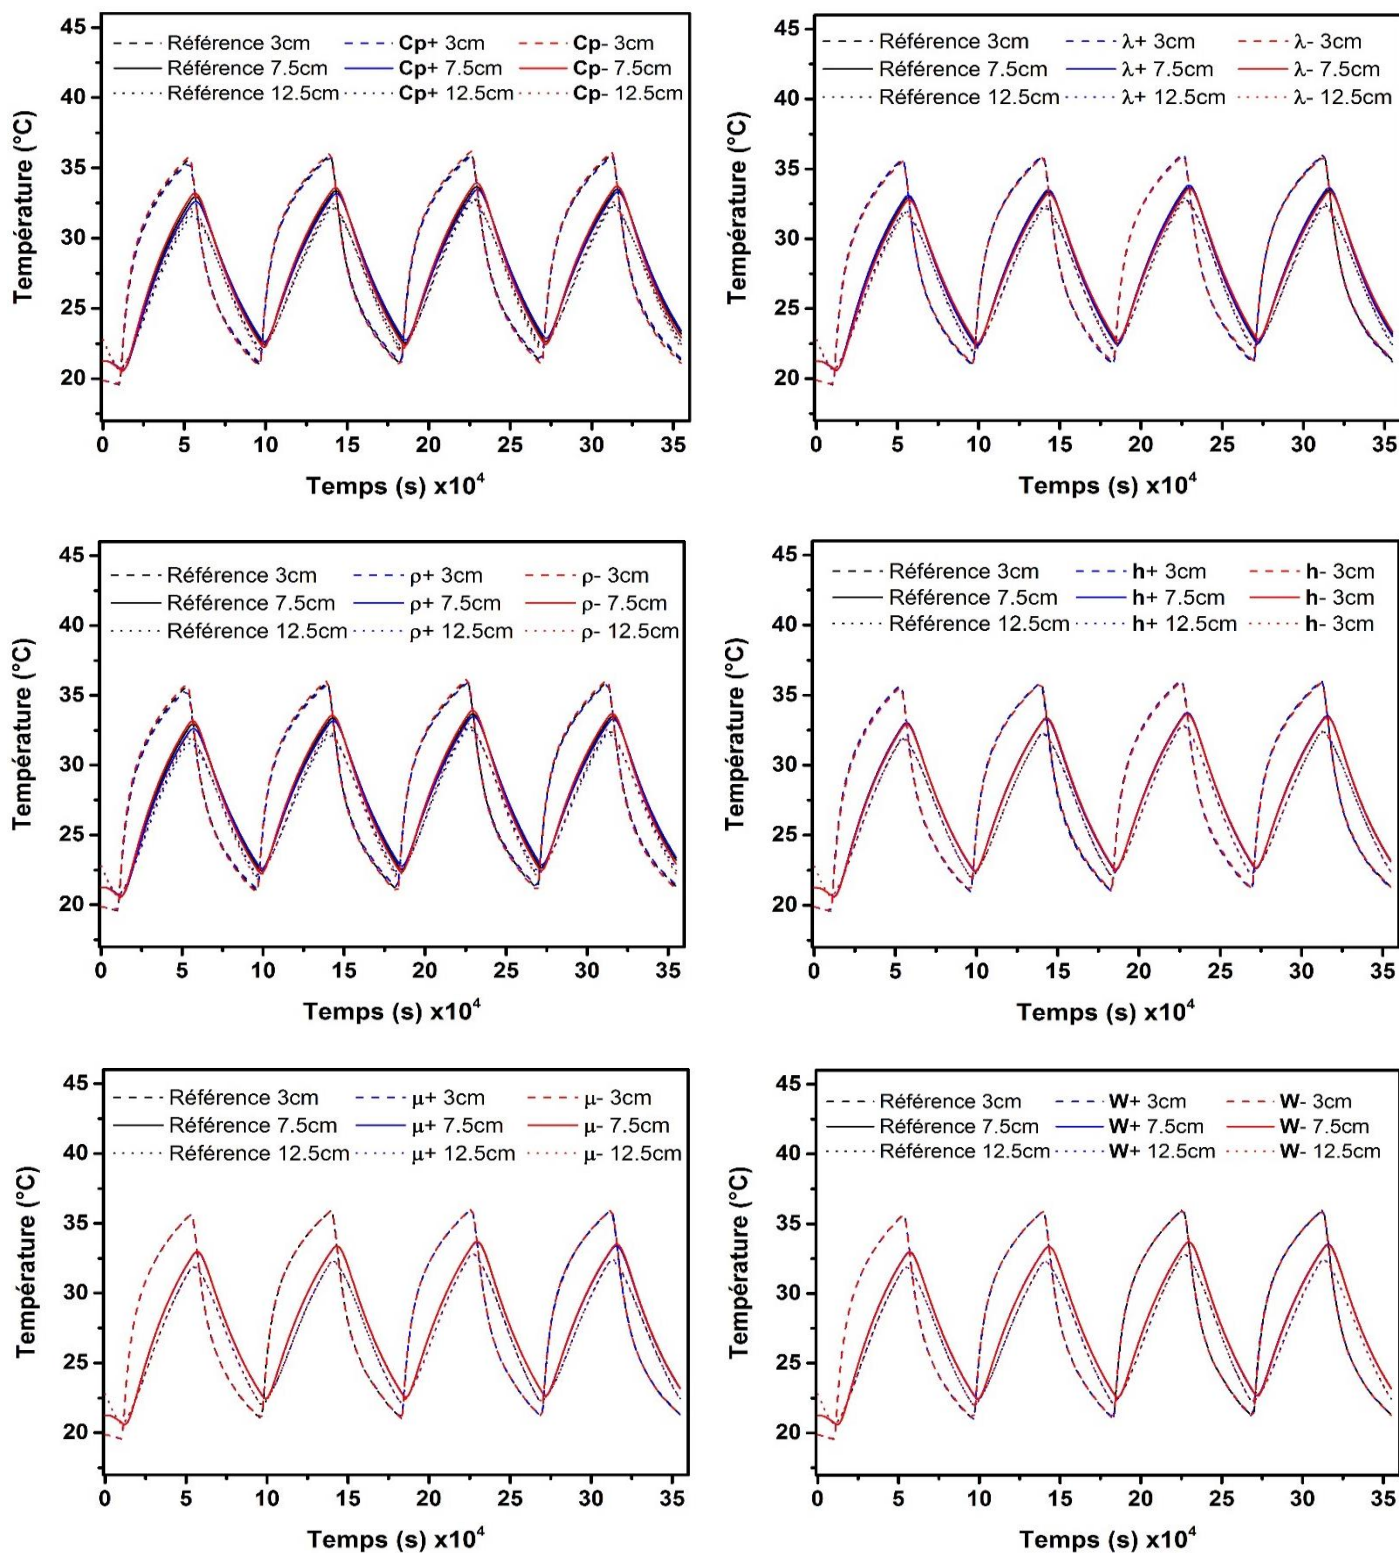 Référence 3cm Cp+ 3cm Cp- 3cm
Référence 7.5cm Cp+ 7.5cm Cp- 7.5cm
Référence 12.5cm Cp+ 12.5cm Cp- 12.5cm
45
40
35
30
25
20
Température (°C)
0 5 10 15 20 25 30 35
Temps (s) x10⁴
Référence 3cm λ+ 3cm λ- 3cm
Référence 7.5cm λ+ 7.5cm λ- 7.5cm
Référence 12.5cm λ+ 12.5cm λ- 12.5cm
45
40
35
30
25
20
Température (°C)
0 5 10 15 20 25 30 35
Temps (s) x10⁴
Référence 3cm ρ+ 3cm ρ- 3cm
Référence 7.5cm ρ+ 7.5cm ρ- 7.5cm
Référence 12.5cm ρ+ 12.5cm ρ- 12.5cm
45
40
35
30
25
20
Température (°C)
0 5 10 15 20 25 30 35
Temps (s) x10⁴
Référence 3cm h+ 3cm h- 3cm
Référence 7.5cm h+ 7.5cm h- 3cm
Référence 12.5cm h+ 12.5cm h- 3cm
45
40
35
30
25
20
Température (°C)
0 5 10 15 20 25 30 35
Temps (s) x10⁴
Référence 3cm μ+ 3cm μ- 3cm
Référence 7.5cm μ+ 7.5cm μ- 7.5cm
Référence 12.5cm μ+ 12.5cm μ- 12.5cm
45
40
35
30
25
20
Température (°C)
0 5 10 15 20 25 30 35
Temps (s) x10⁴
Référence 3cm W+ 3cm W- 3cm
Référence 7.5cm W+ 7.5cm W- 7.5cm
Référence 12.5cm W+ 12.5cm W- 12.5cm
45
40
35
30
25
20
Température (°C)
0 5 10 15 20 25 30 35
Temps (s) x10⁴